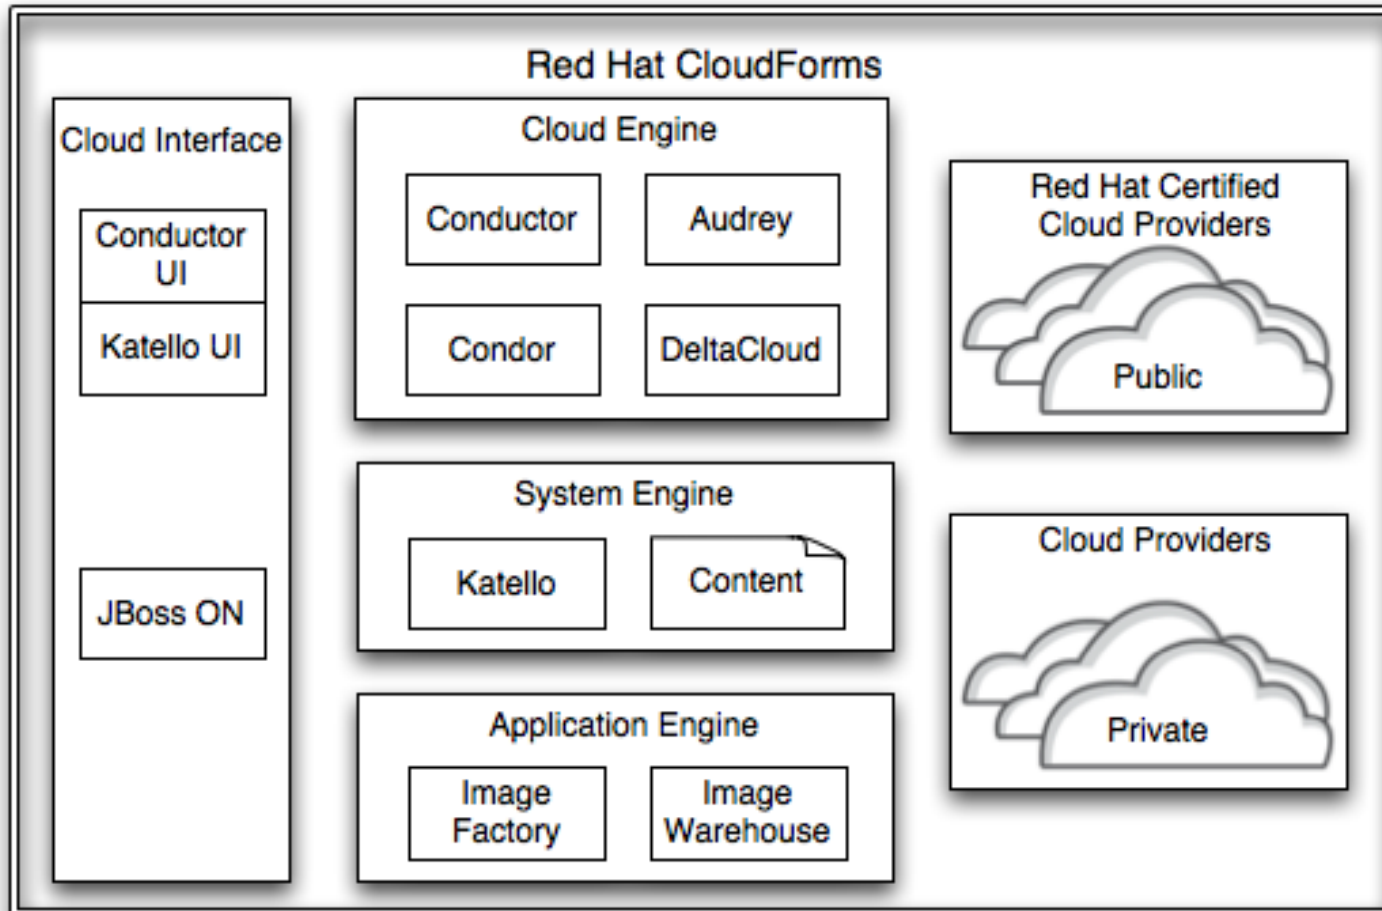 Red Hat CloudForms
Cloud Interface
Conductor
UI
Katello UI
JBoss ON
Cloud Engine
Conductor
Audrey
Condor
DeltaCloud
System Engine
Katello
Content
Application Engine
Image
Factory
Image
Warehouse
Red Hat Certified
Cloud Providers
Public
Cloud Providers
Private